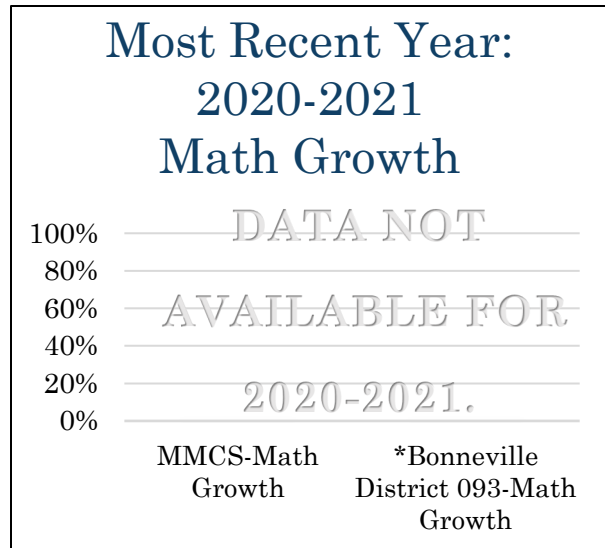 Most Recent Year:
2020-2021
Math Growth
DATA NOT
100%
80%
AVAILABLE FOR
60%
40%
20%
2020-2021.
0%
MMCS-Math
Growth
*Bonneville
District 093-Math
Growth